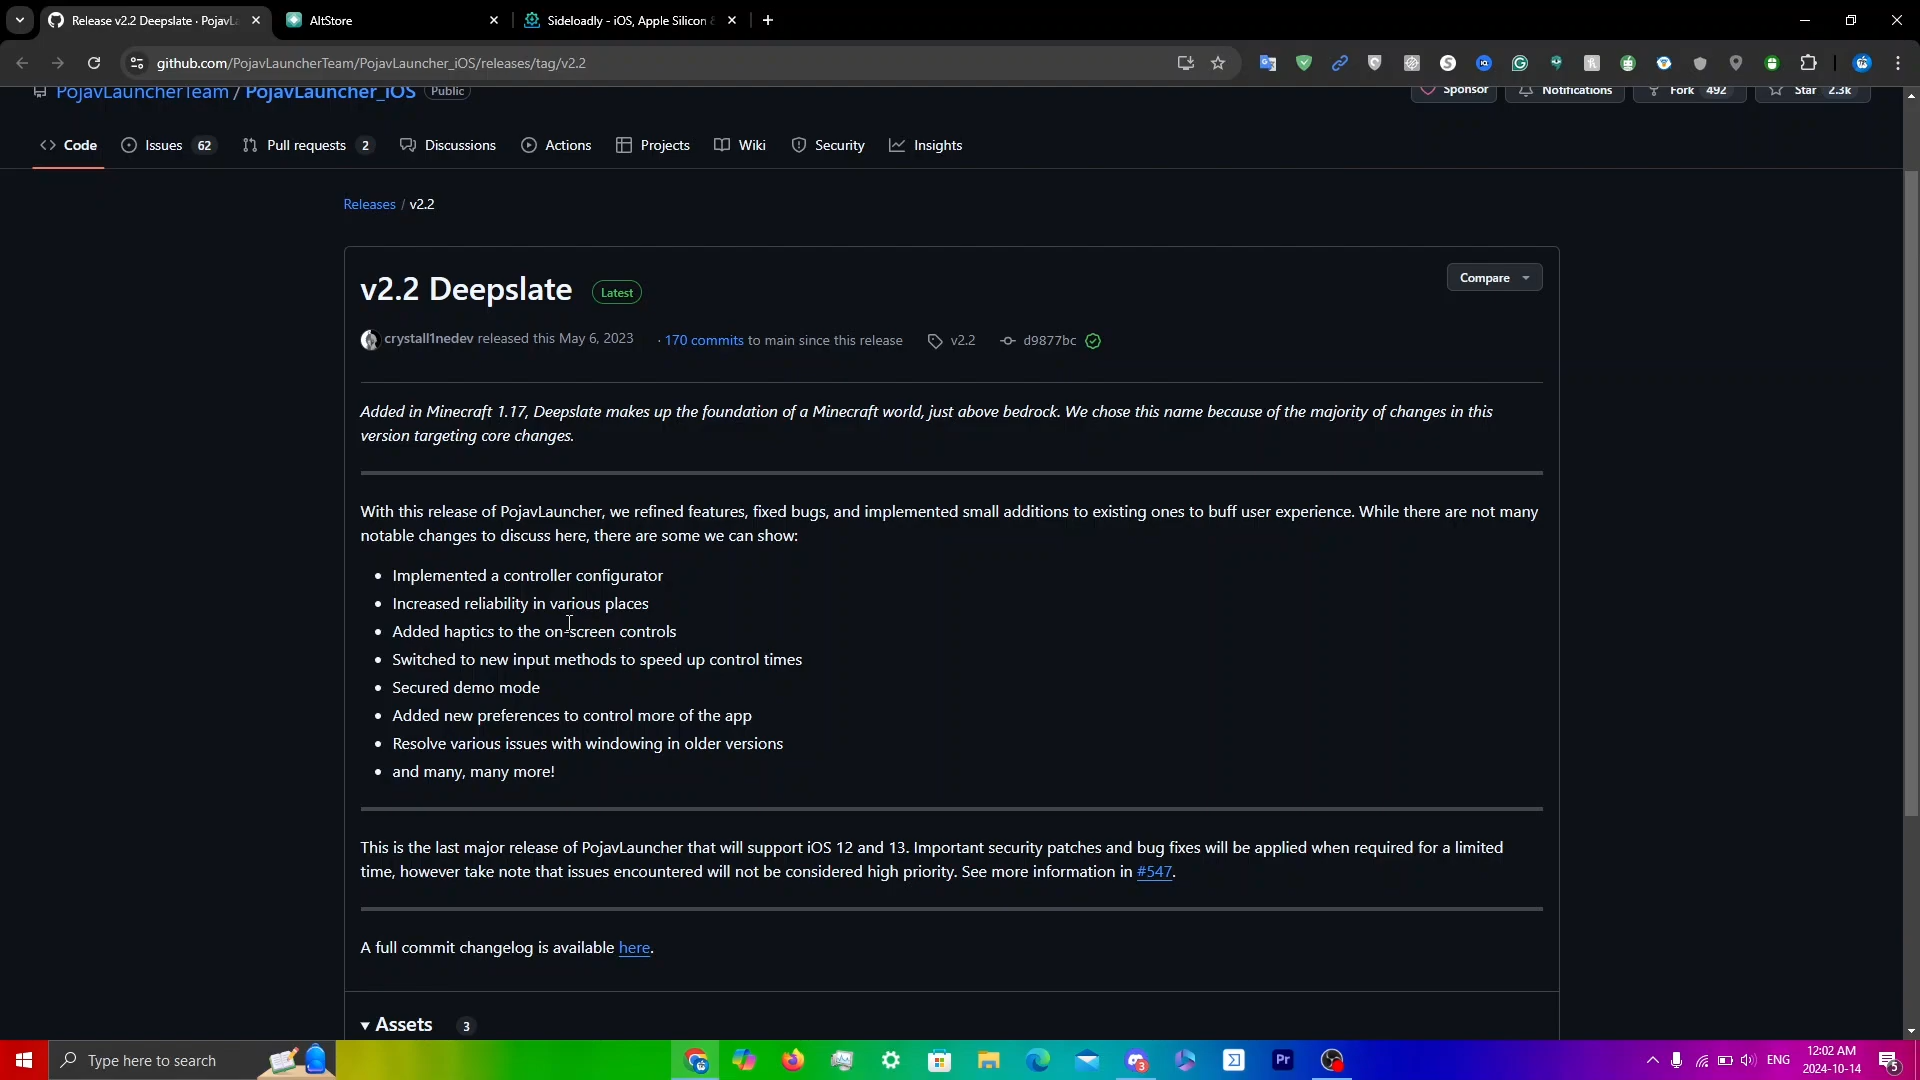 Release v2.2 Deepslate · PojavL
AltStore
Sideloadly - iOS, Apple Silicon
github.com/PojavLauncherTeam/PojavLauncher_iOS/releases/tag/v2.2
PojavLauncherTeam / PojavLauncher_iOS Public
Sponsor Notifications Fork 492 Star 2.3k
Code Issues 62 Pull requests 2 Discussions Actions Projects Wiki Security Insights
Releases / v2.2
v2.2 Deepslate Latest
Compare
crystall1nedev released this May 6, 2023 · 170 commits to main since this release v2.2 d9877bc
Added in Minecraft 1.17, Deepslate makes up the foundation of a Minecraft world, just above bedrock. We chose this name because of the majority of changes in this
version targeting core changes.
With this release of PojavLauncher, we refined features, fixed bugs, and implemented small additions to existing ones to buff user experience. While there are not many
notable changes to discuss here, there are some we can show:
• Implemented a controller configurator
• Increased reliability in various places
• Added haptics to the on-screen controls
• Switched to new input methods to speed up control times
• Secured demo mode
• Added new preferences to control more of the app
• Resolve various issues with windowing in older versions
• and many, many more!
This is the last major release of PojavLauncher that will support iOS 12 and 13. Important security patches and bug fixes will be applied when required for a limited
time, however take note that issues encountered will not be considered high priority. See more information in #547.
A full commit changelog is available here.
Assets 3
Type here to search
Pr
ENG
12:02 AM
2024-10-14
5